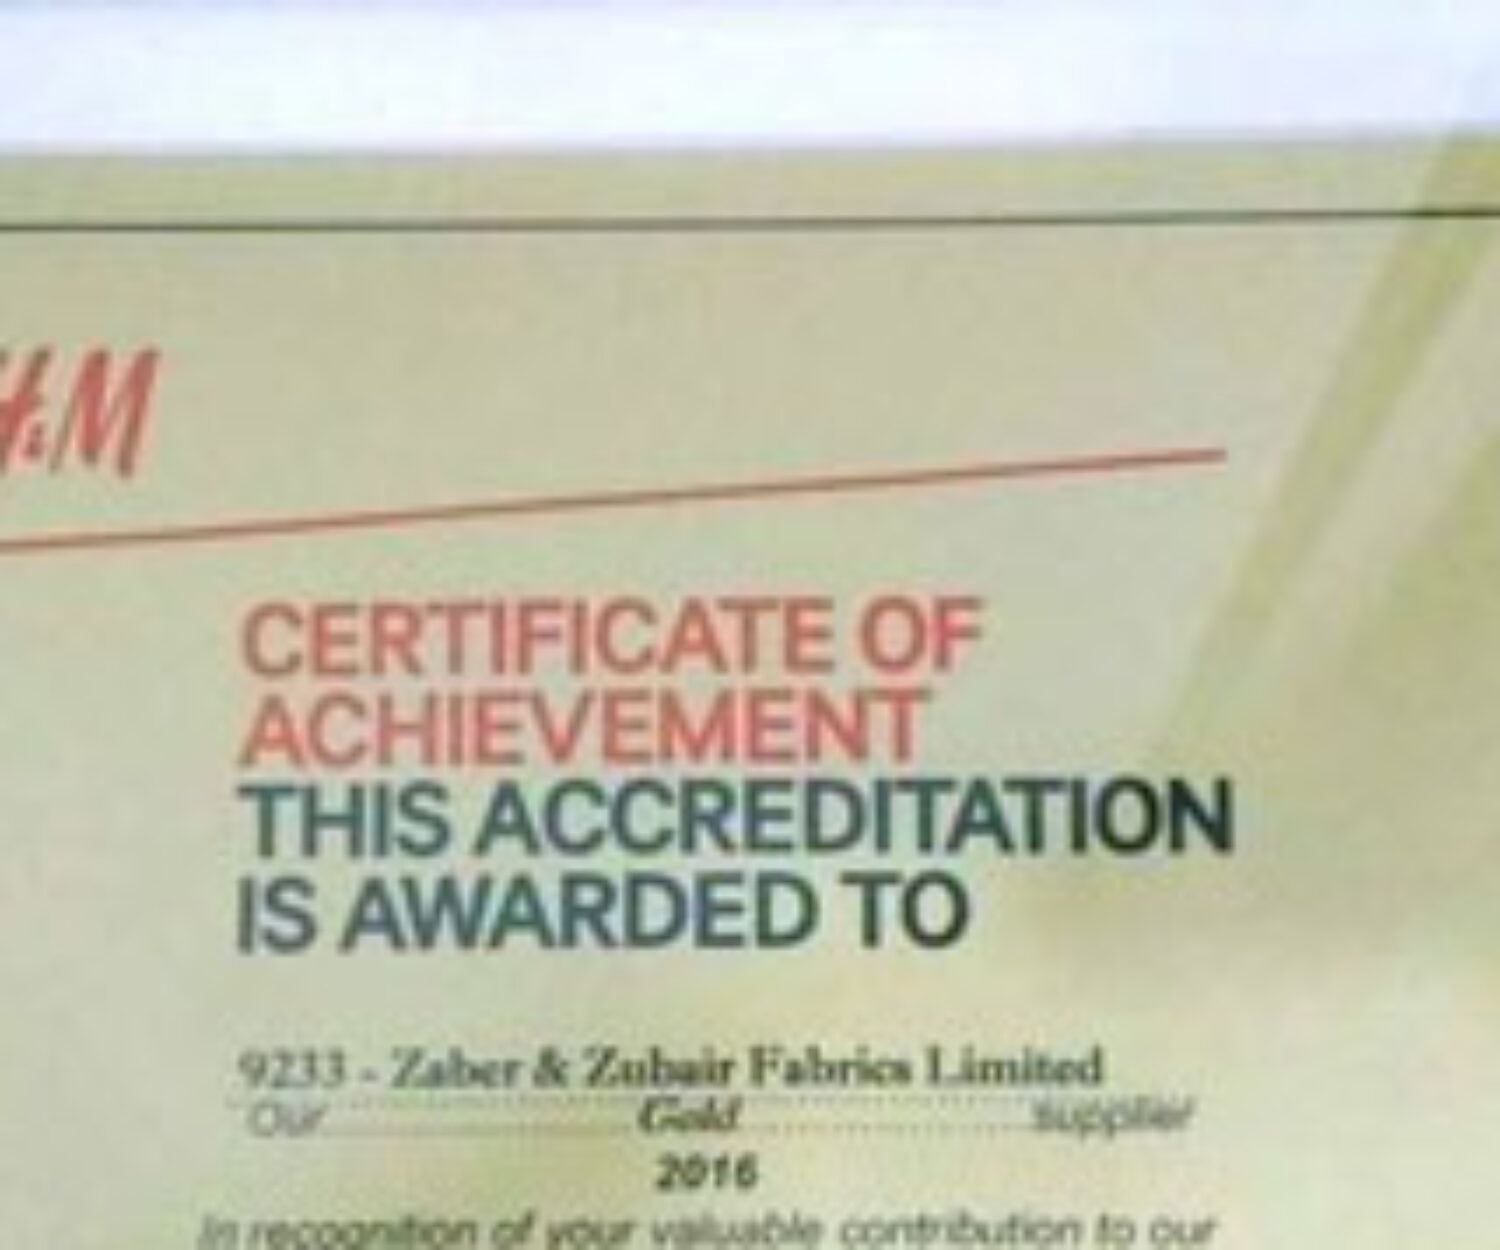 H&M
CERTIFICATE OF
ACHIEVEMENT
THIS ACCREDITATION
IS AWARDED TO
9233 - Zaber & Zubair Fabrics Limited
Our Gold supplier
2016
In recognition of your valuable contribution to our